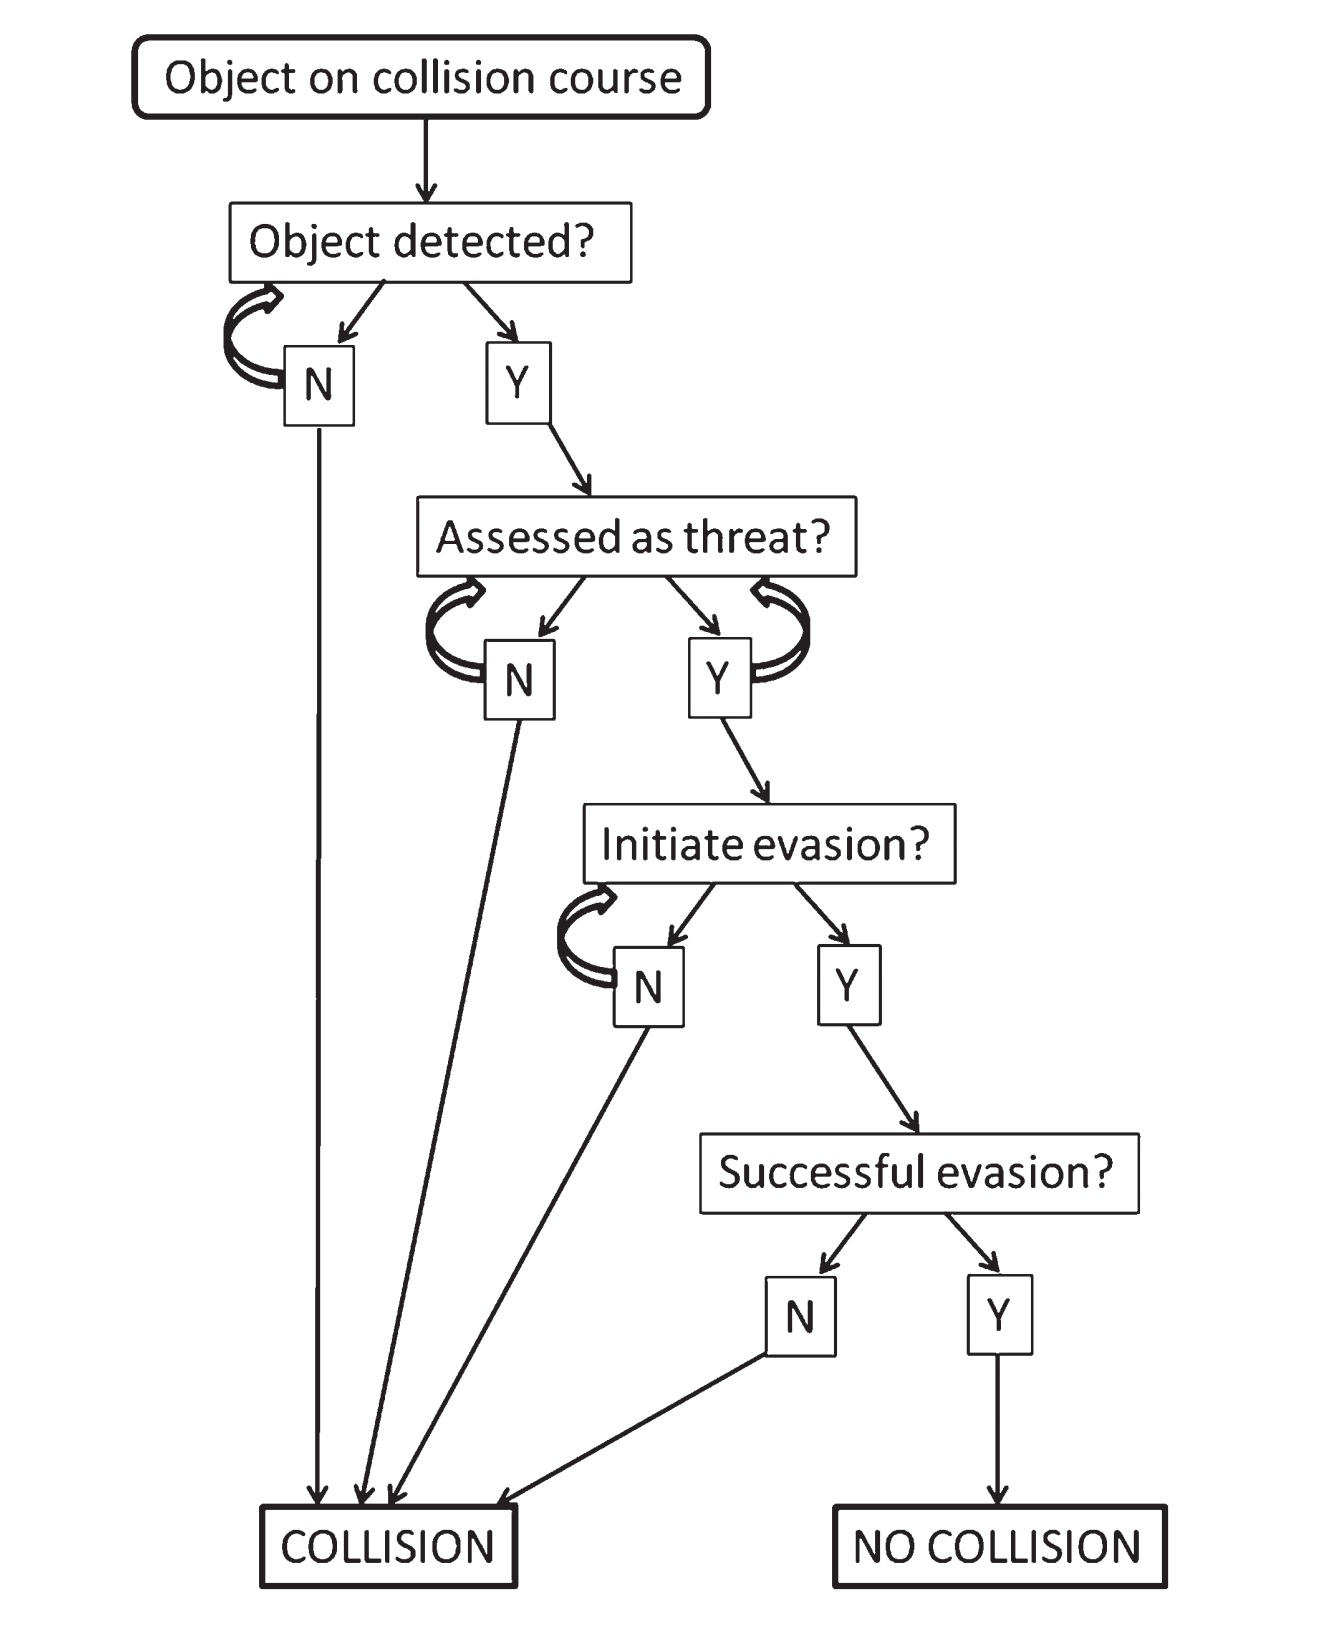 Object on collision course
Object detected?
N
Y
Assessed as threat?
N
Y
Initiate evasion?
N
Y
Successful evasion?
N
Y
COLLISION
NO COLLISION